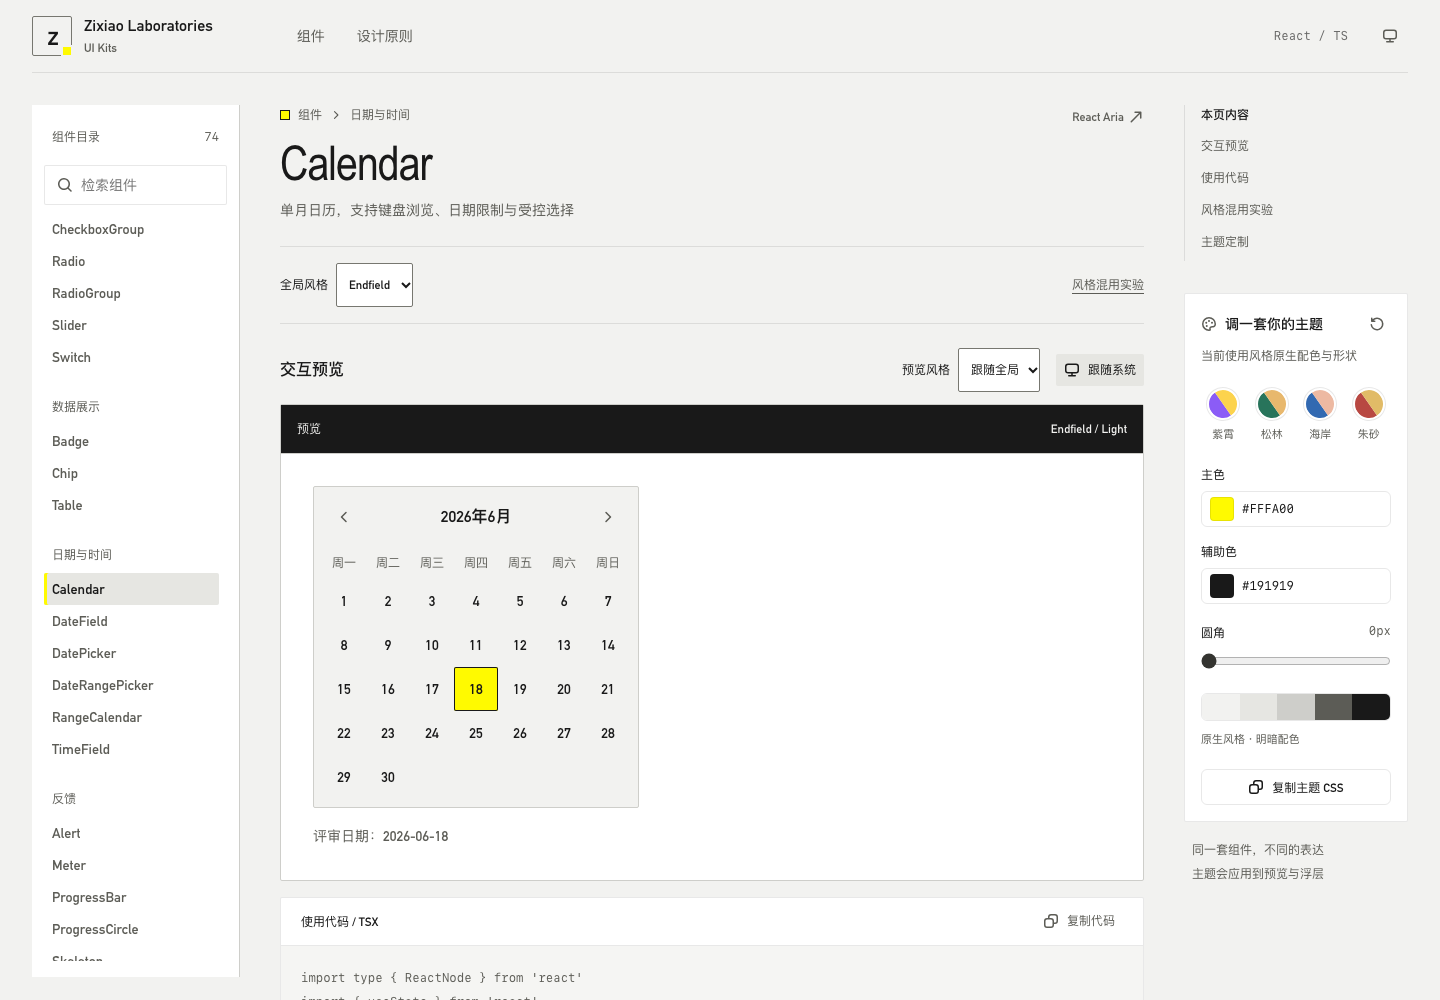 Z
Zixiao Laboratories
UI Kits
组件
设计原则
React / TS
组件目录
74
检索组件
CheckboxGroup
Radio
RadioGroup
Slider
Switch
数据展示
Badge
Chip
Table
日期与时间
Calendar
DateField
DatePicker
DateRangePicker
RangeCalendar
TimeField
反馈
Alert
Meter
ProgressBar
ProgressCircle
Skeleton
组件 > 日期与时间
React Aria
Calendar
单月日历，支持键盘浏览、日期限制与受控选择
全局风格
Endfield
风格混用实验
交互预览
预览风格
跟随全局
跟随系统
预览
Endfield / Light
2026年6月
周一 周二 周三 周四 周五 周六 周日
1 2 3 4 5 6 7
8 9 10 11 12 13 14
15 16 17 18 19 20 21
22 23 24 25 26 27 28
29 30
评审日期：2026-06-18
使用代码 / TSX
复制代码
import type { ReactNode } from 'react'
import { useState } from 'react'
本页内容
交互预览
使用代码
风格混用实验
主题定制
调一套你的主题
当前使用风格原生配色与形状
紫霄 松林 海岸 朱砂
主色
#FFFA00
辅助色
#191919
圆角
0px
原生风格 · 明暗配色
复制主题 CSS
同一套组件，不同的表达
主题会应用到预览与浮层